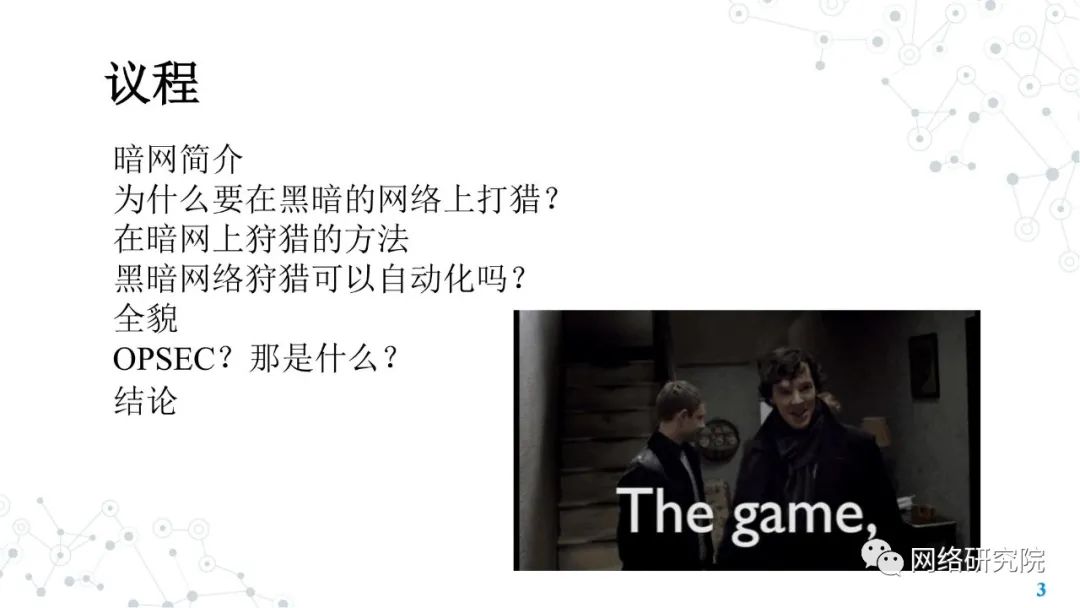 议程
暗网简介
为什么要在黑暗的网络上打猎？
在暗网上狩猎的方法
黑暗网络狩猎可以自动化吗？
全貌
OPSEC？那是什么？
结论
The game,
网络研究院
3